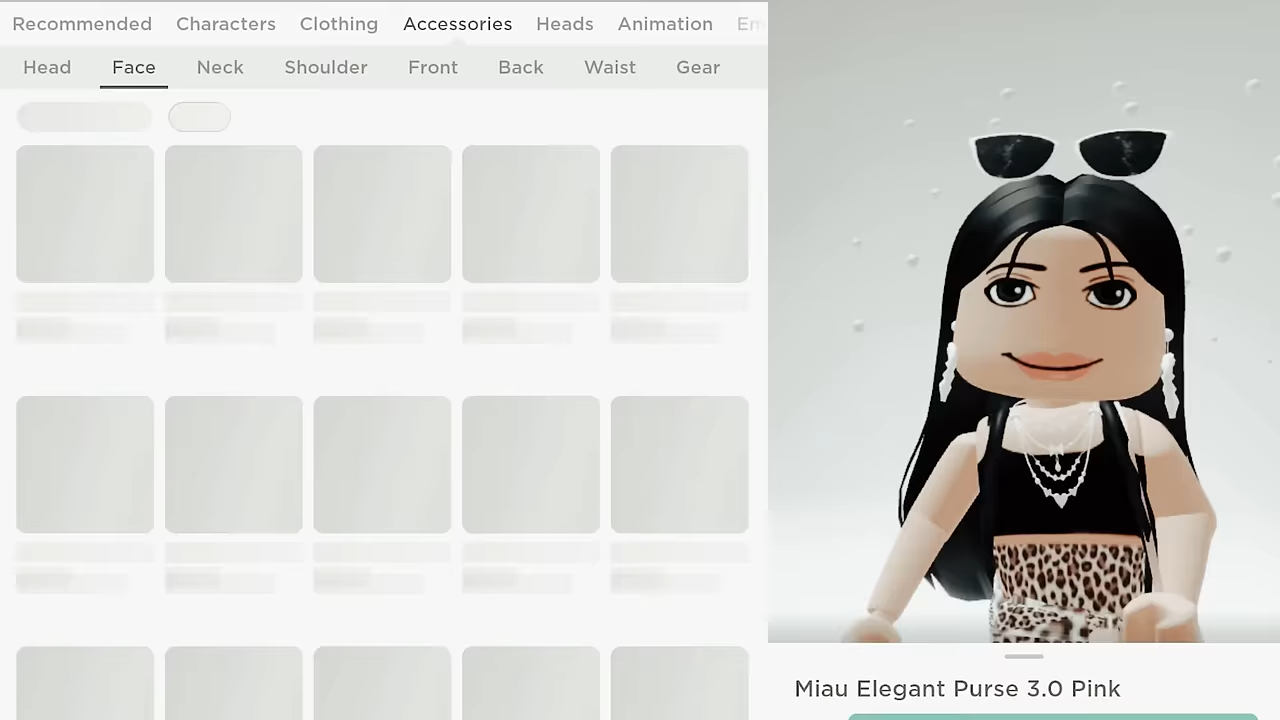 Recommended Characters Clothing Accessories Heads Animation
Head Face Neck Shoulder Front Back Waist Gear
Miau Elegant Purse 3.0 Pink